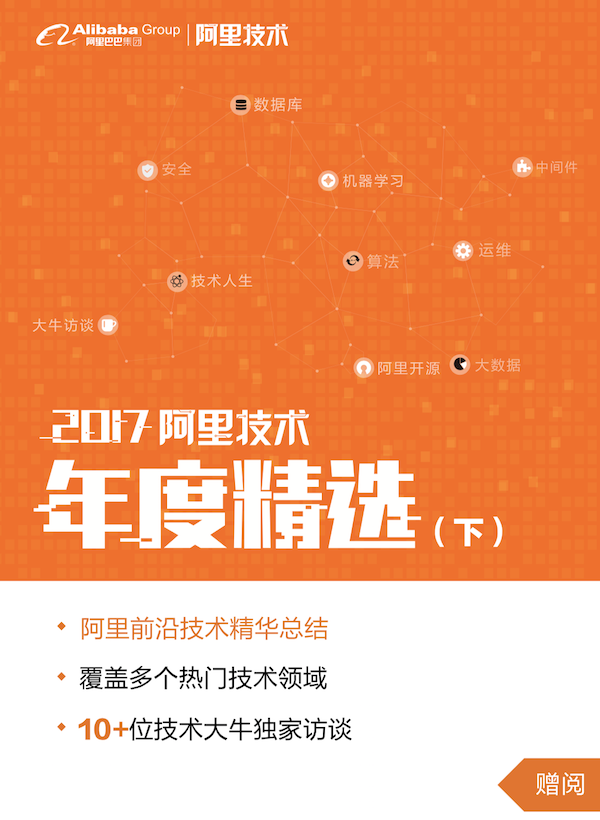 Alibaba Group
阿里巴巴集团
阿里技术
数据库
安全
机器学习
中间件
运维
算法
技术人生
大牛访谈
阿里开源
大数据
2017 阿里技术
年度精选(下)
阿里前沿技术精华总结
覆盖多个热门技术领域
10+位技术大牛独家访谈
赠阅